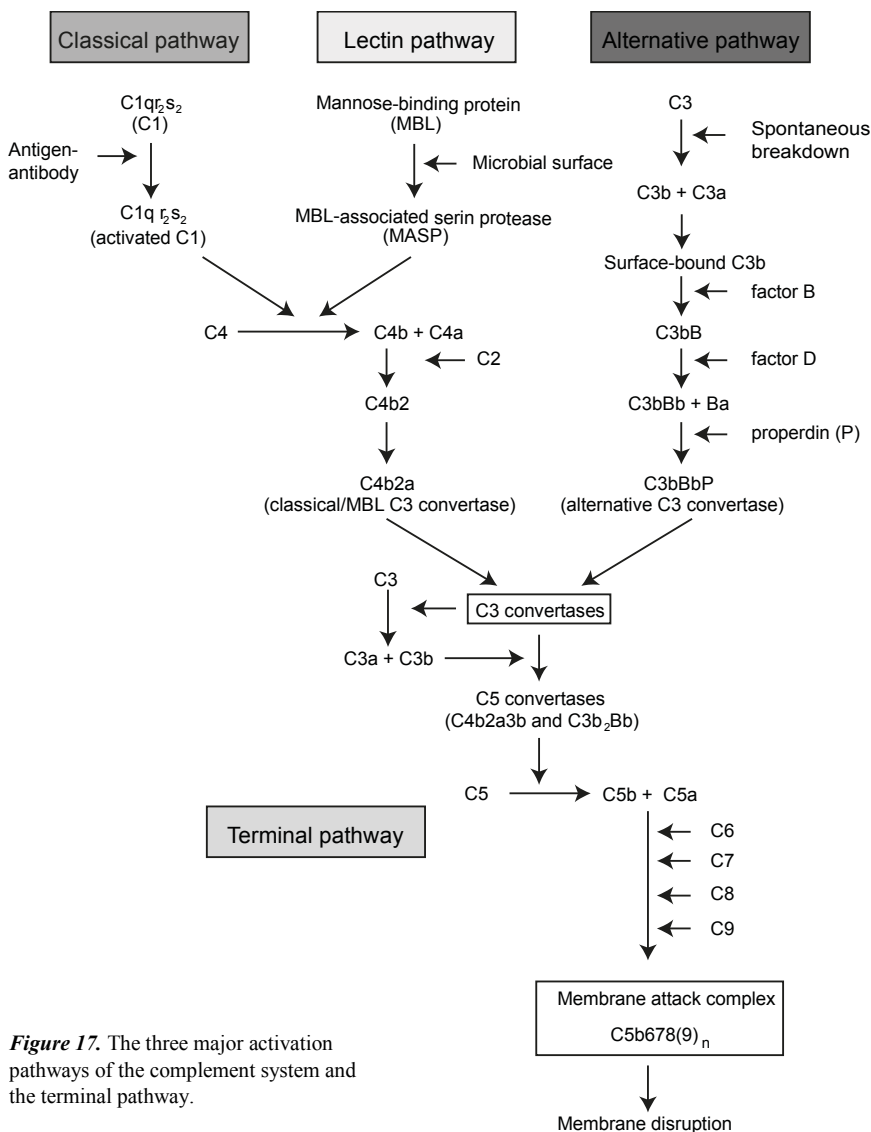 Classical pathway
Lectin pathway
Alternative pathway
C1qr₂s₂
(C1)
Antigen-
antibody
C1q r₂s₂
(activated C1)
Mannose-binding protein
(MBL)
Microbial surface
MBL-associated serin protease
(MASP)
C3
Spontaneous
breakdown
C3b + C3a
Surface-bound C3b
factor B
C4
C4b + C4a
C3bB
C2
factor D
C4b2
C3bBb + Ba
properdin (P)
C4b2a
(classical/MBL C3 convertase)
C3bBbP
(alternative C3 convertase)
C3
C3 convertases
C3a + C3b
C5 convertases
(C4b2a3b and C3b₂Bb)
C5
C5b + C5a
Terminal pathway
C6
C7
C8
C9
Membrane attack complex
C5b678(9)ₙ
Figure 17. The three major activation
pathways of the complement system and
the terminal pathway.
Membrane disruption